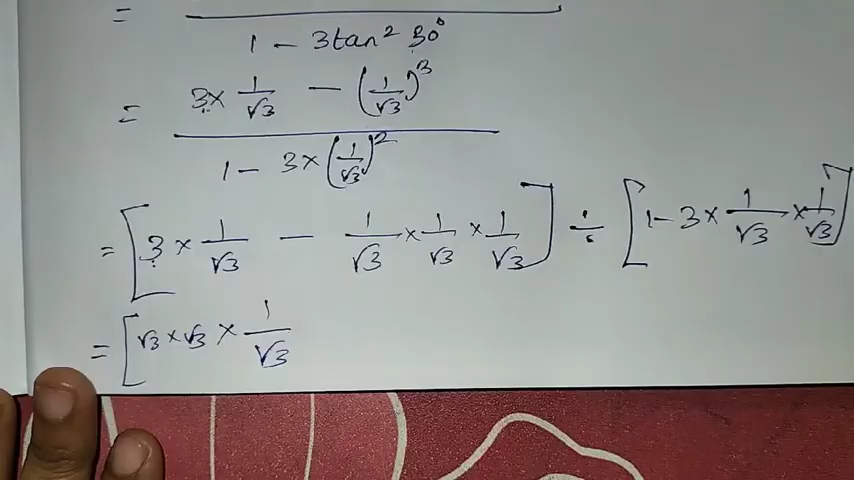 =
1 - 3tan² 30°
= 3× 1/√3 - (1/√3)³
1 - 3×(1/√3)²
= [3 × 1/√3 - 1/√3 × 1/√3 × 1/√3] ÷ [1 - 3 × 1/√3 × 1/√3]
= [√3 × √3 × 1/√3